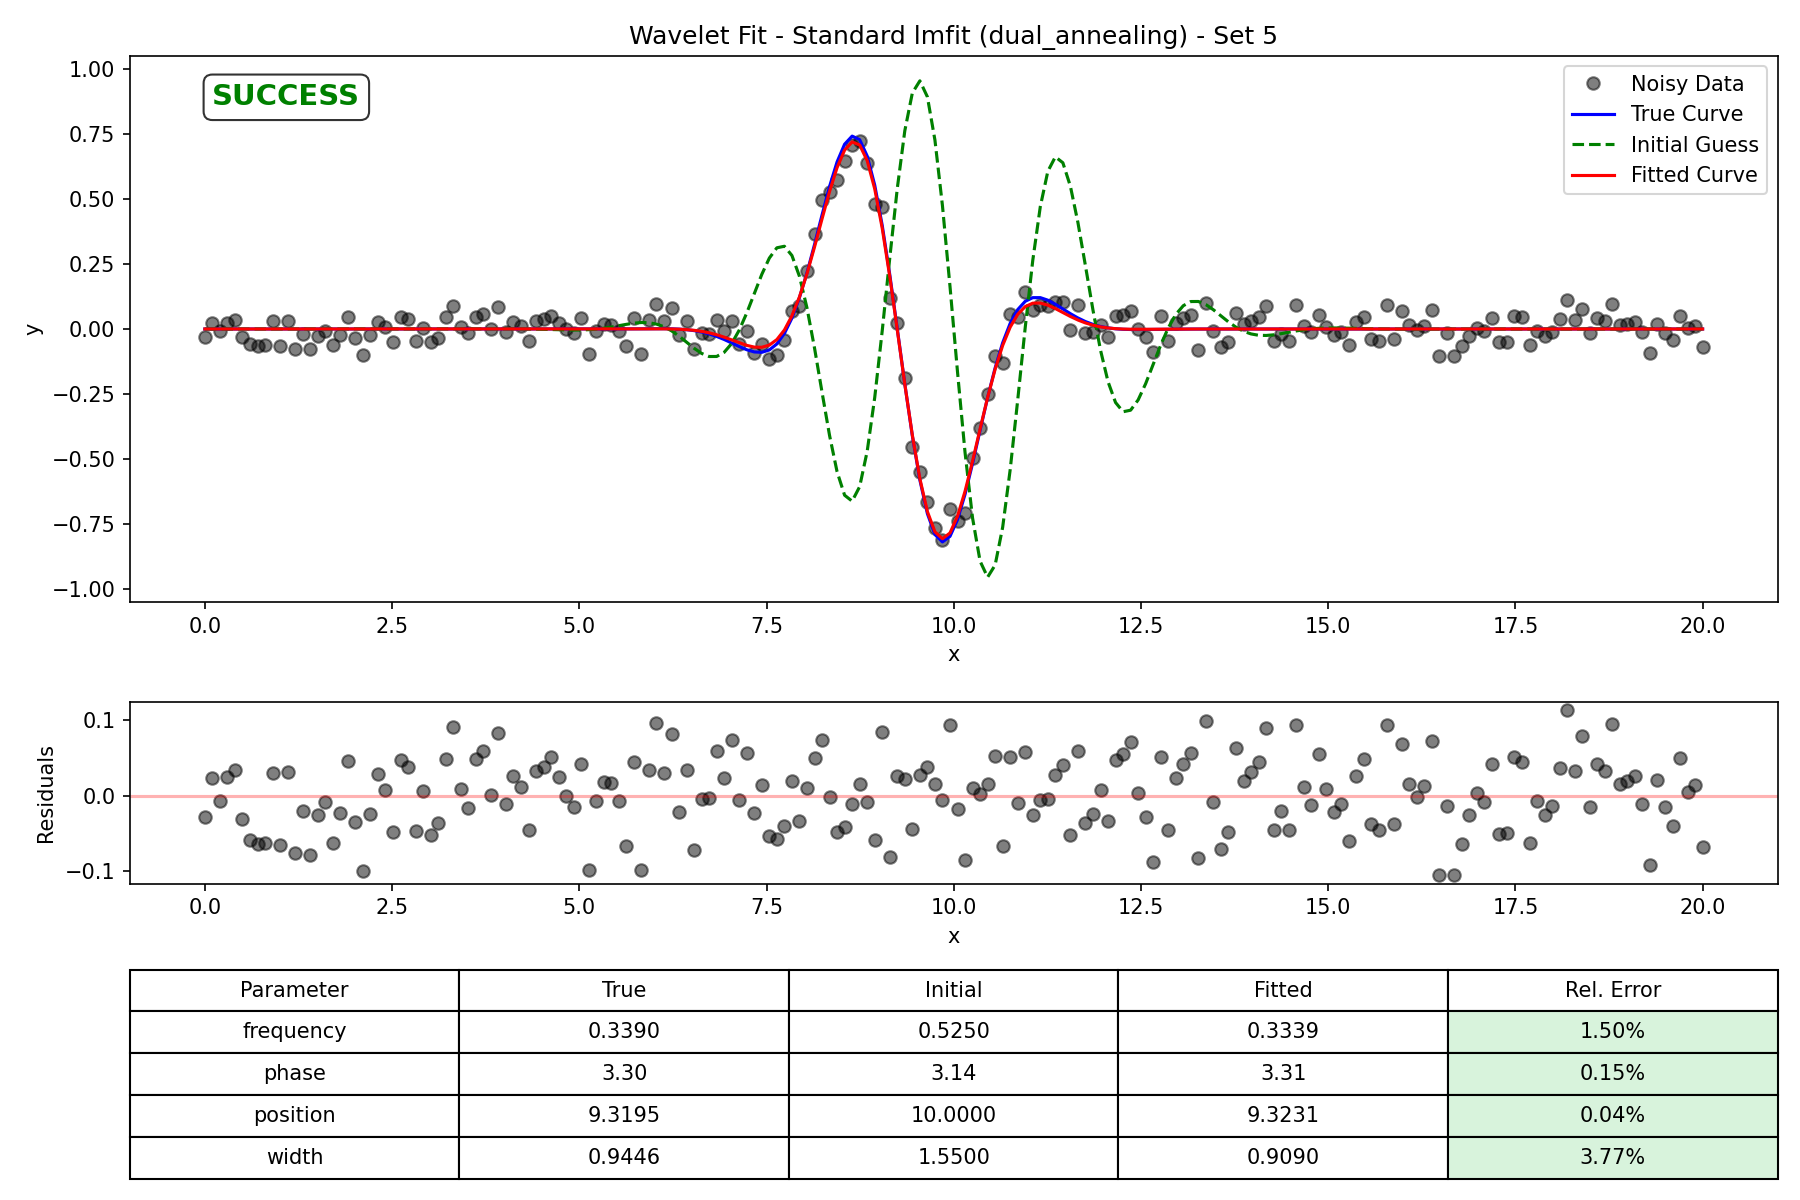 Wavelet Fit - Standard lmfit (dual_annealing) - Set 5
SUCCESS
Noisy Data
True Curve
Initial Guess
Fitted Curve
1.00
0.75
0.50
0.25
0.00
−0.25
−0.50
−0.75
−1.00
y
0.0 2.5 5.0 7.5 10.0 12.5 15.0 17.5 20.0
x
0.1
0.0
−0.1
Residuals
0.0 2.5 5.0 7.5 10.0 12.5 15.0 17.5 20.0
x
Parameter True Initial Fitted Rel. Error
frequency 0.3390 0.5250 0.3339 1.50%
phase 3.30 3.14 3.31 0.15%
position 9.3195 10.0000 9.3231 0.04%
width 0.9446 1.5500 0.9090 3.77%